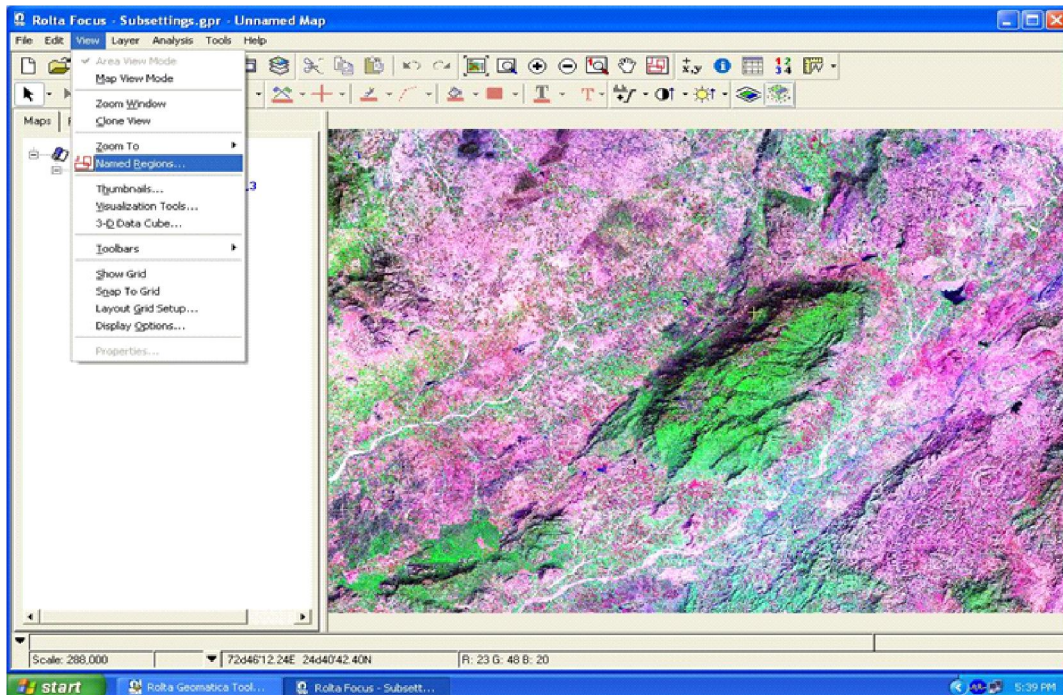 Rolta Focus - Subsettings.gpr - Unnamed Map
File Edit View Layer Analysis Tools Help
Area View Mode
Map View Mode
Zoom Window
Clone View
Zoom To
Named Regions...
Thumbnails...
Visualization Tools...
3-D Data Cube...
Toolbars
Show Grid
Snap To Grid
Layout Grid Setup...
Display Options...
Properties...
Maps
Scale: 288,000
72d46'12.24E 24d40'42.40N
R: 23 G: 48 B: 20
start
Rolta Geomatica Tool...
Rolta Focus - Subsett...
5:39 PM